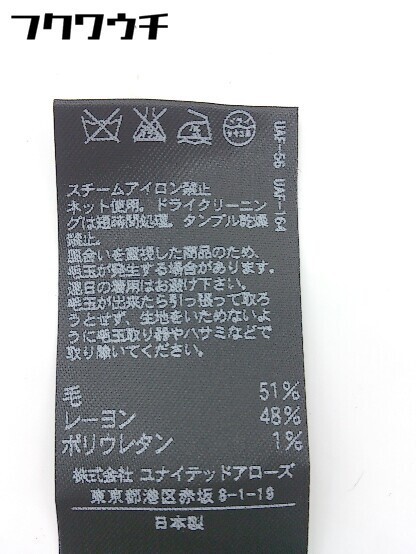 フクワウチ
UAF-56 UAF-164
スチームアイロン禁止
ネット使用。ドライクリーニン
グは短時間処理。タンブル乾燥
禁止。
風合いを重視した商品のため、
毛玉が発生する場合があります。
連日の着用はお避け下さい。
毛玉が出来たら引っ張って取ろ
うとせず、生地をいためないよ
うに毛玉取り器やハサミなどで
取り除いてください。
毛 51%
レーヨン 48%
ポリウレタン 1%
株式会社 ユナイテッドアローズ
東京都港区赤坂 8-1-19
日本製